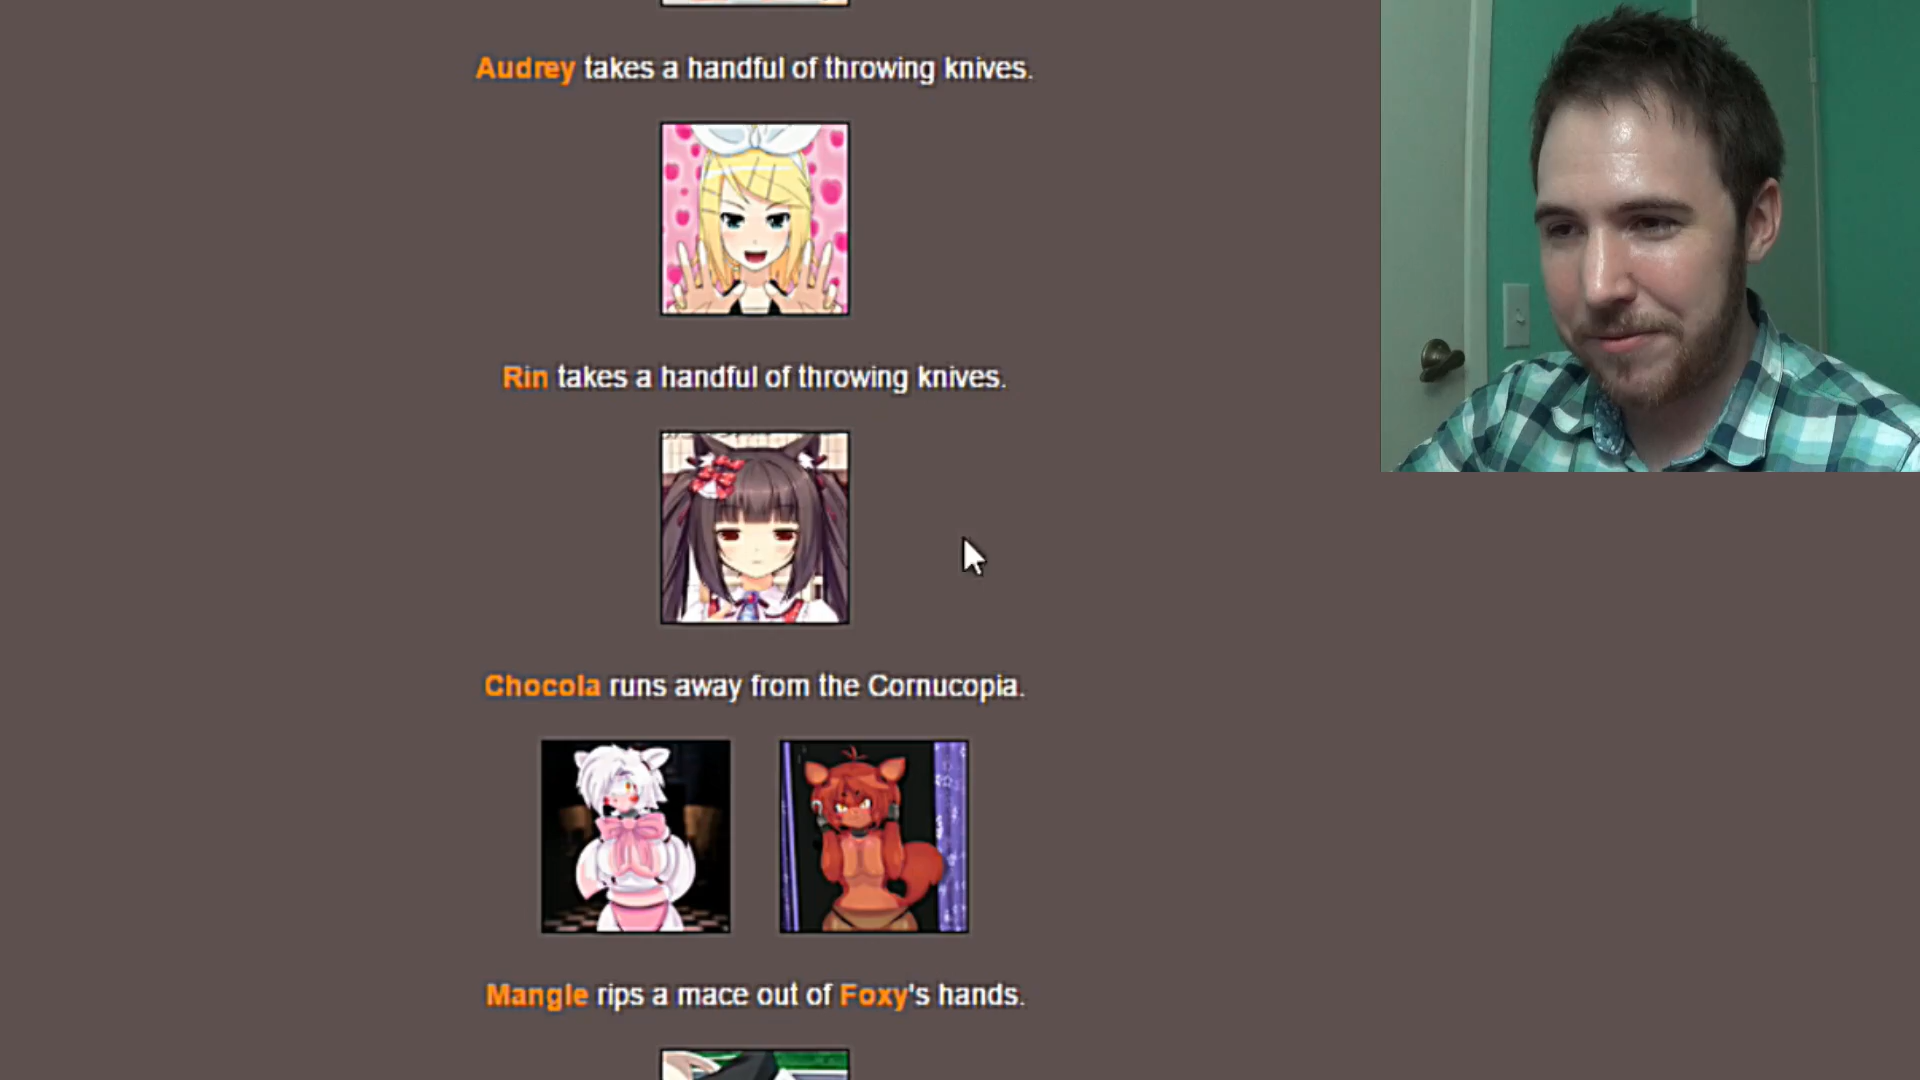 Audrey takes a handful of throwing knives.
Rin takes a handful of throwing knives.
Chocola runs away from the Cornucopia.
Mangle rips a mace out of Foxy's hands.